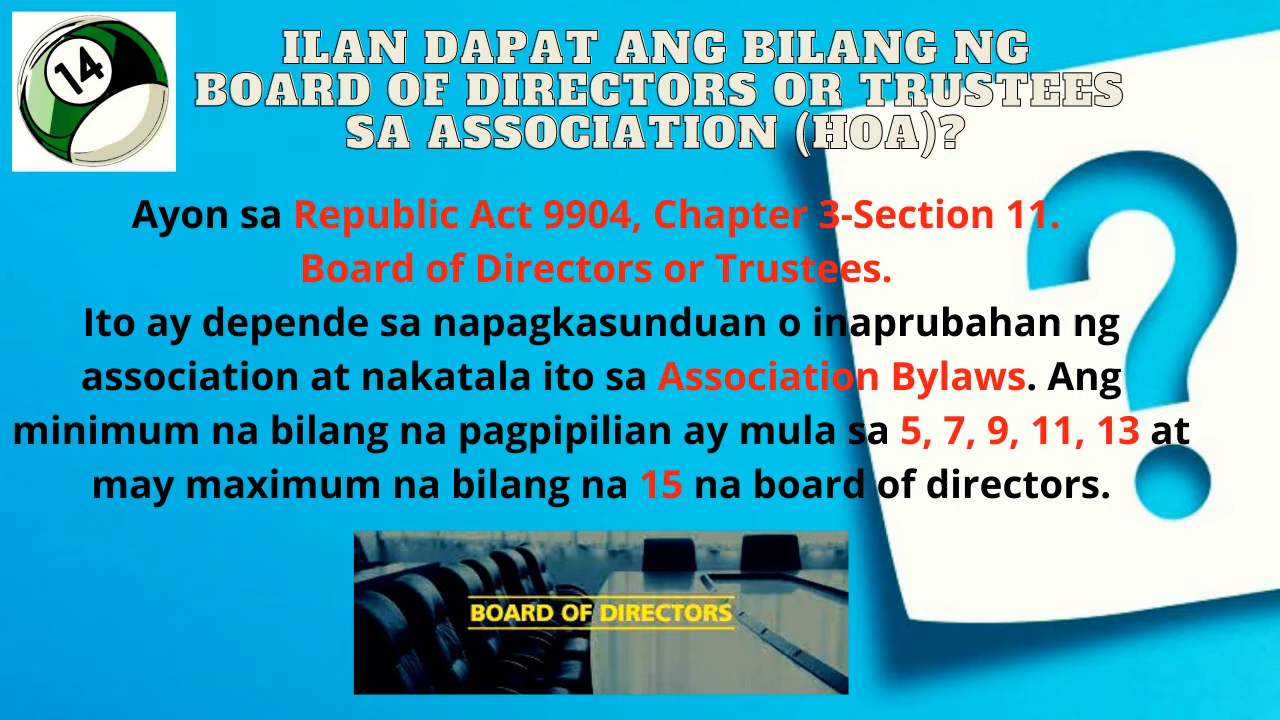 14
ILAN DAPAT ANG BILANG NG
BOARD OF DIRECTORS OR TRUSTEES
SA ASSOCIATION (HOA)?
Ayon sa Republic Act 9904, Chapter 3-Section 11.
Board of Directors or Trustees.
Ito ay depende sa napagkasunduan o inaprubahan ng
association at nakatala ito sa Association Bylaws. Ang
minimum na bilang na pagpipilian ay mula sa 5, 7, 9, 11, 13 at
may maximum na bilang na 15 na board of directors.
?
BOARD OF DIRECTORS